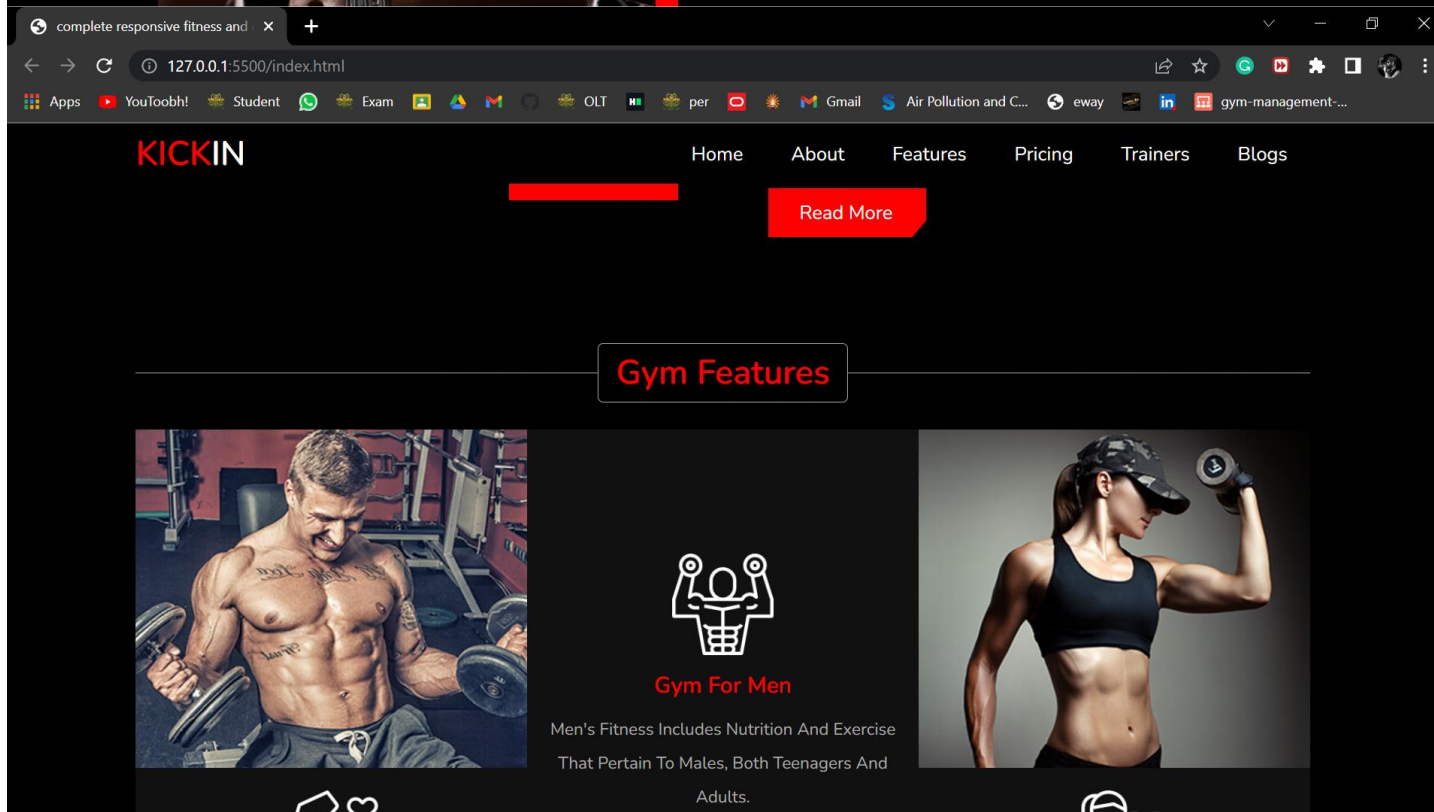 complete responsive fitness and
127.0.0.1:5500/index.html
Apps YouToobh! Student Exam OLT per Gmail Air Pollution and C... eway gym-management-...
KICKIN
Home About Features Pricing Trainers Blogs
Read More
Gym Features
Gym For Men
Men's Fitness Includes Nutrition And Exercise
That Pertain To Males, Both Teenagers And
Adults.